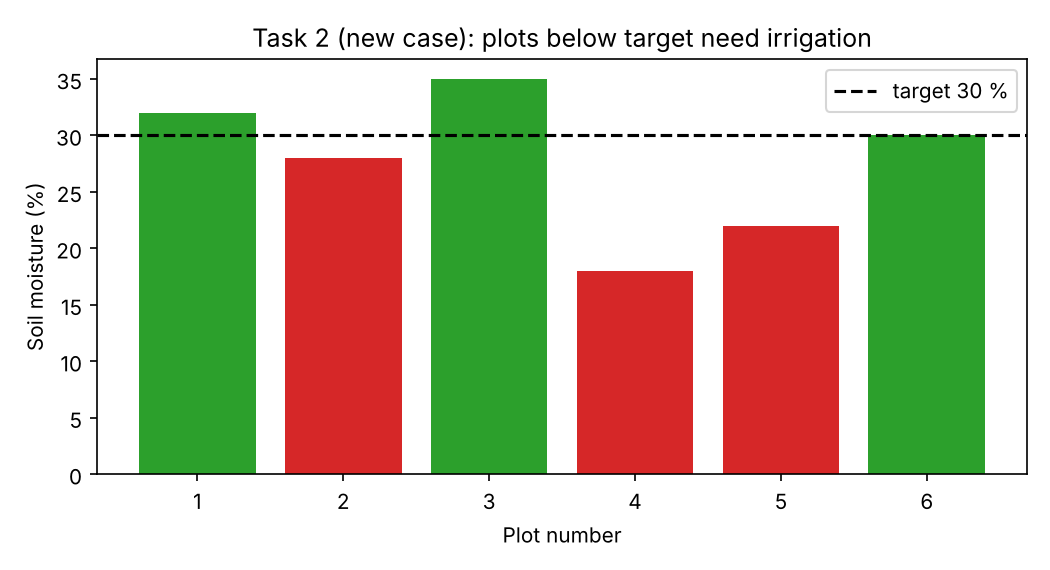 Task 2 (new case): plots below target need irrigation
target 30 %
Soil moisture (%)
35
30
25
20
15
10
5
0
1 2 3 4 5 6
Plot number